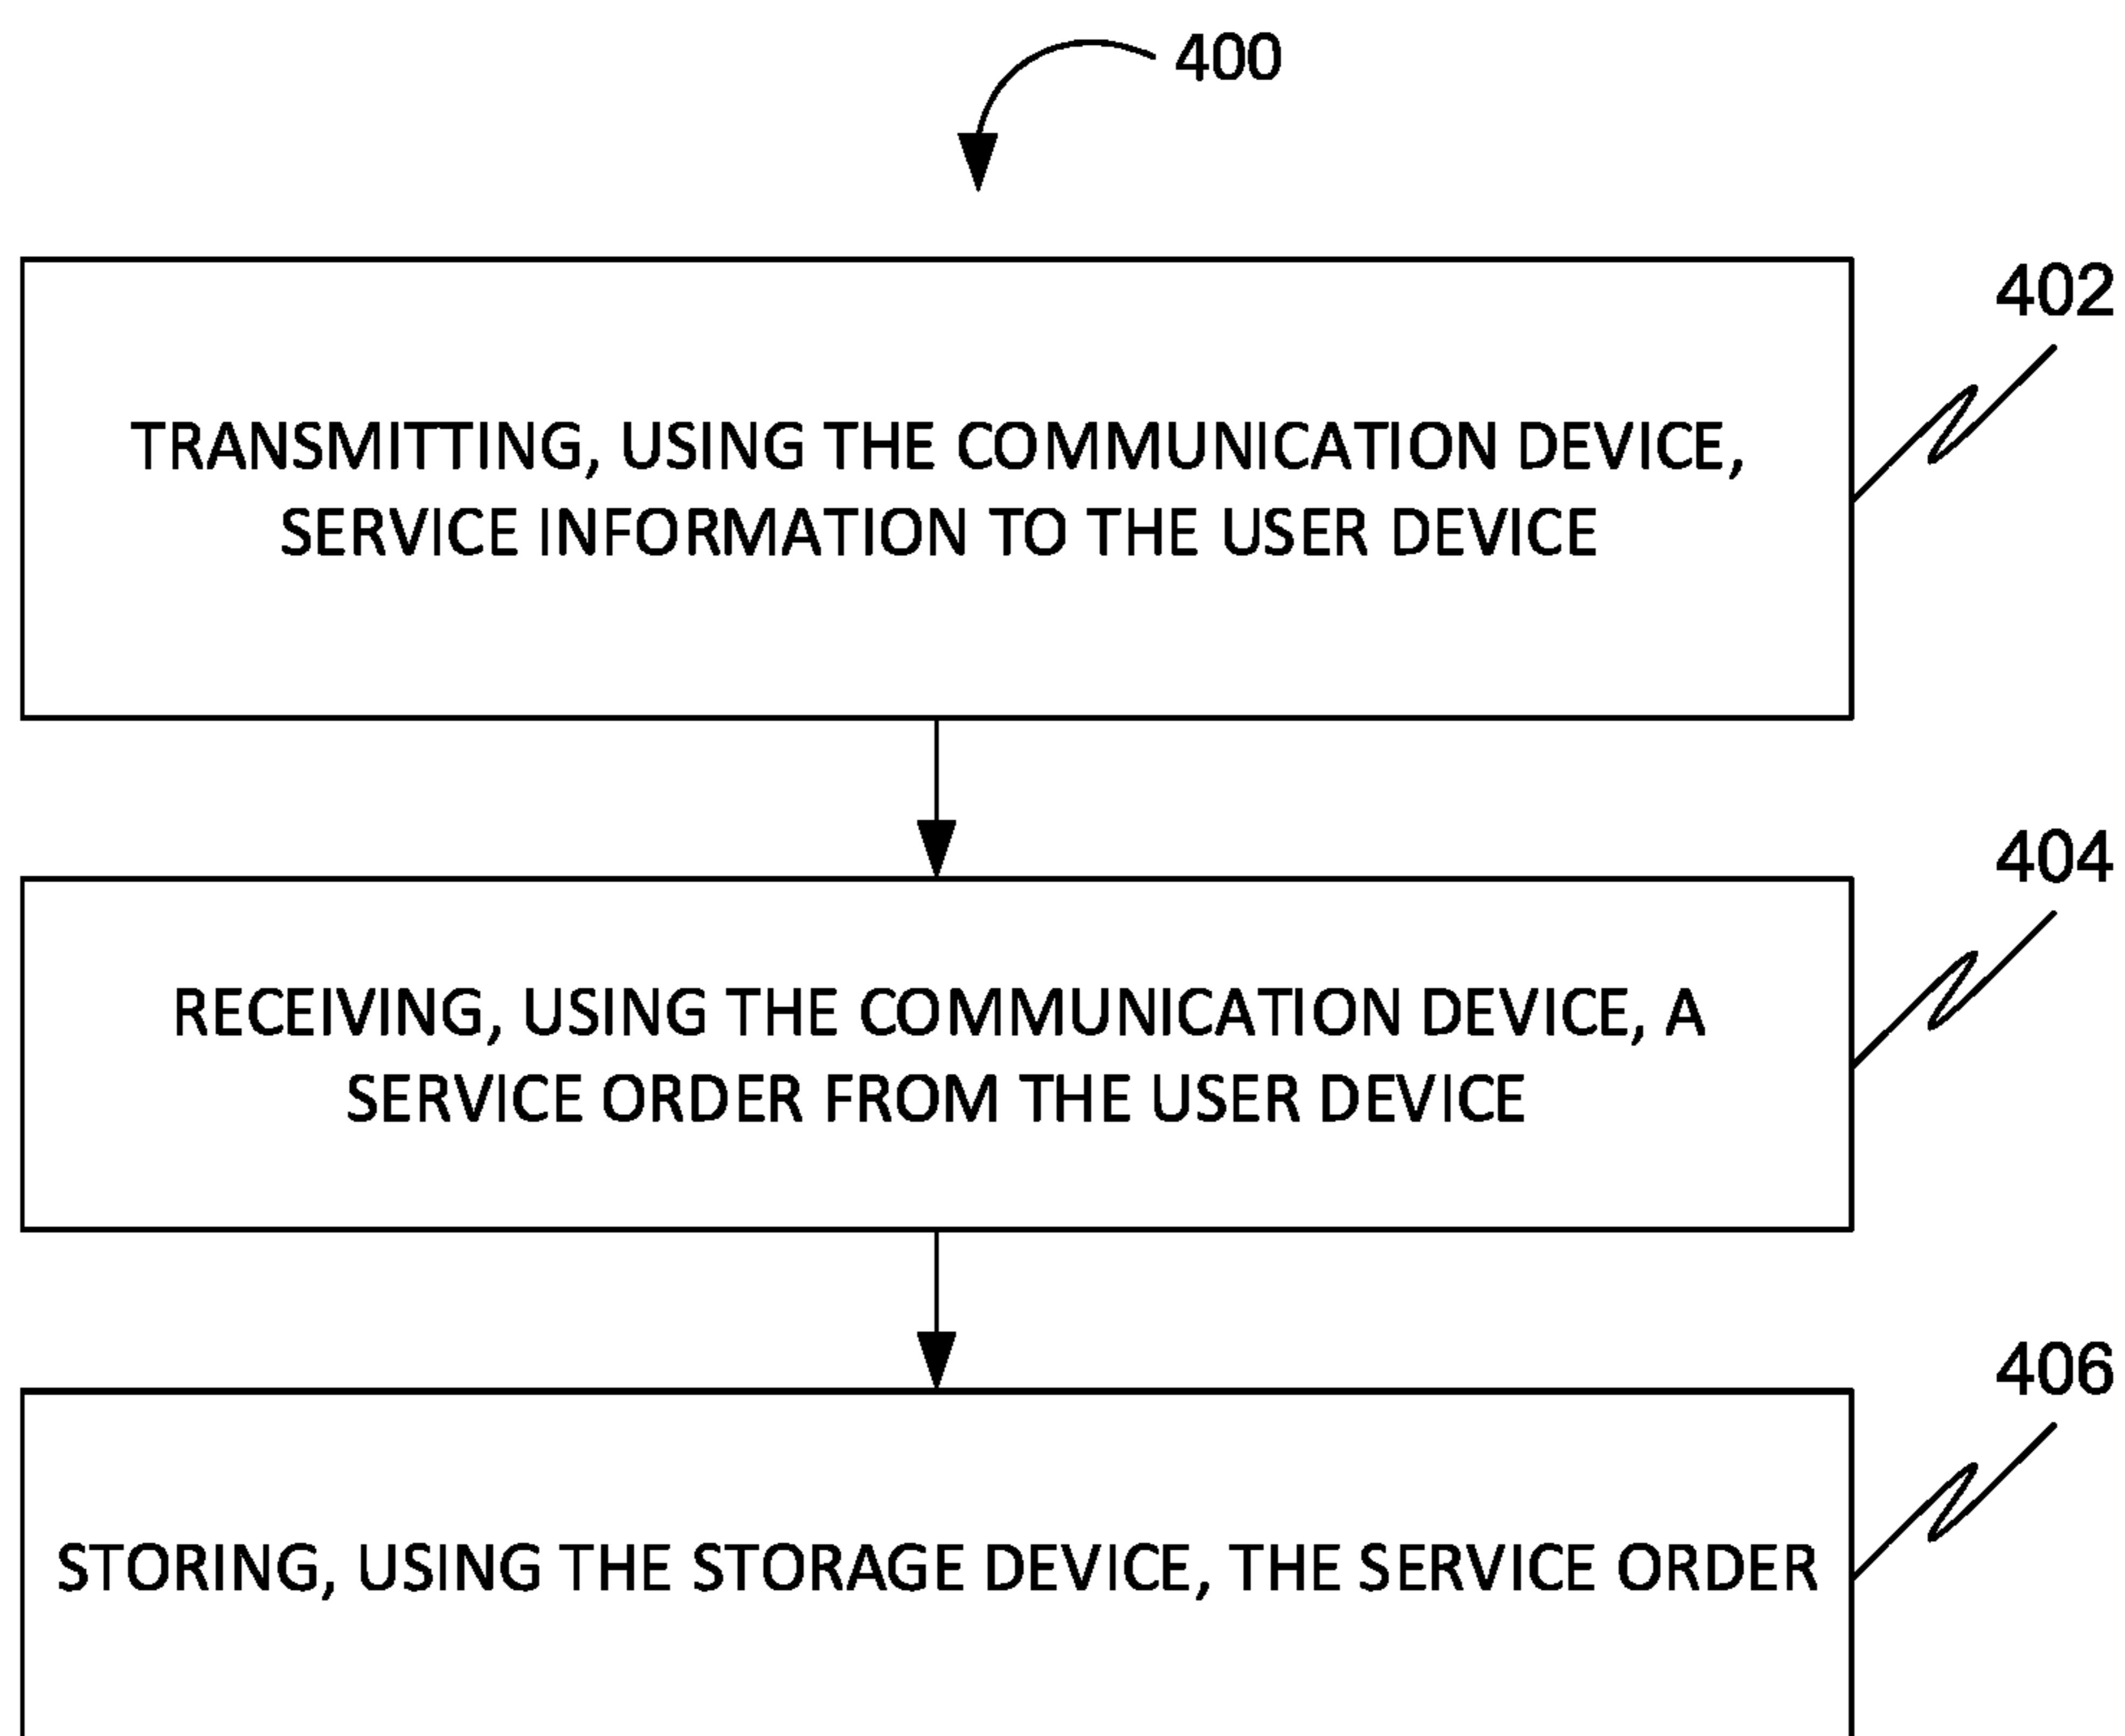 400
402
TRANSMITTING, USING THE COMMUNICATION DEVICE,
SERVICE INFORMATION TO THE USER DEVICE
404
RECEIVING, USING THE COMMUNICATION DEVICE, A
SERVICE ORDER FROM THE USER DEVICE
406
STORING, USING THE STORAGE DEVICE, THE SERVICE ORDER